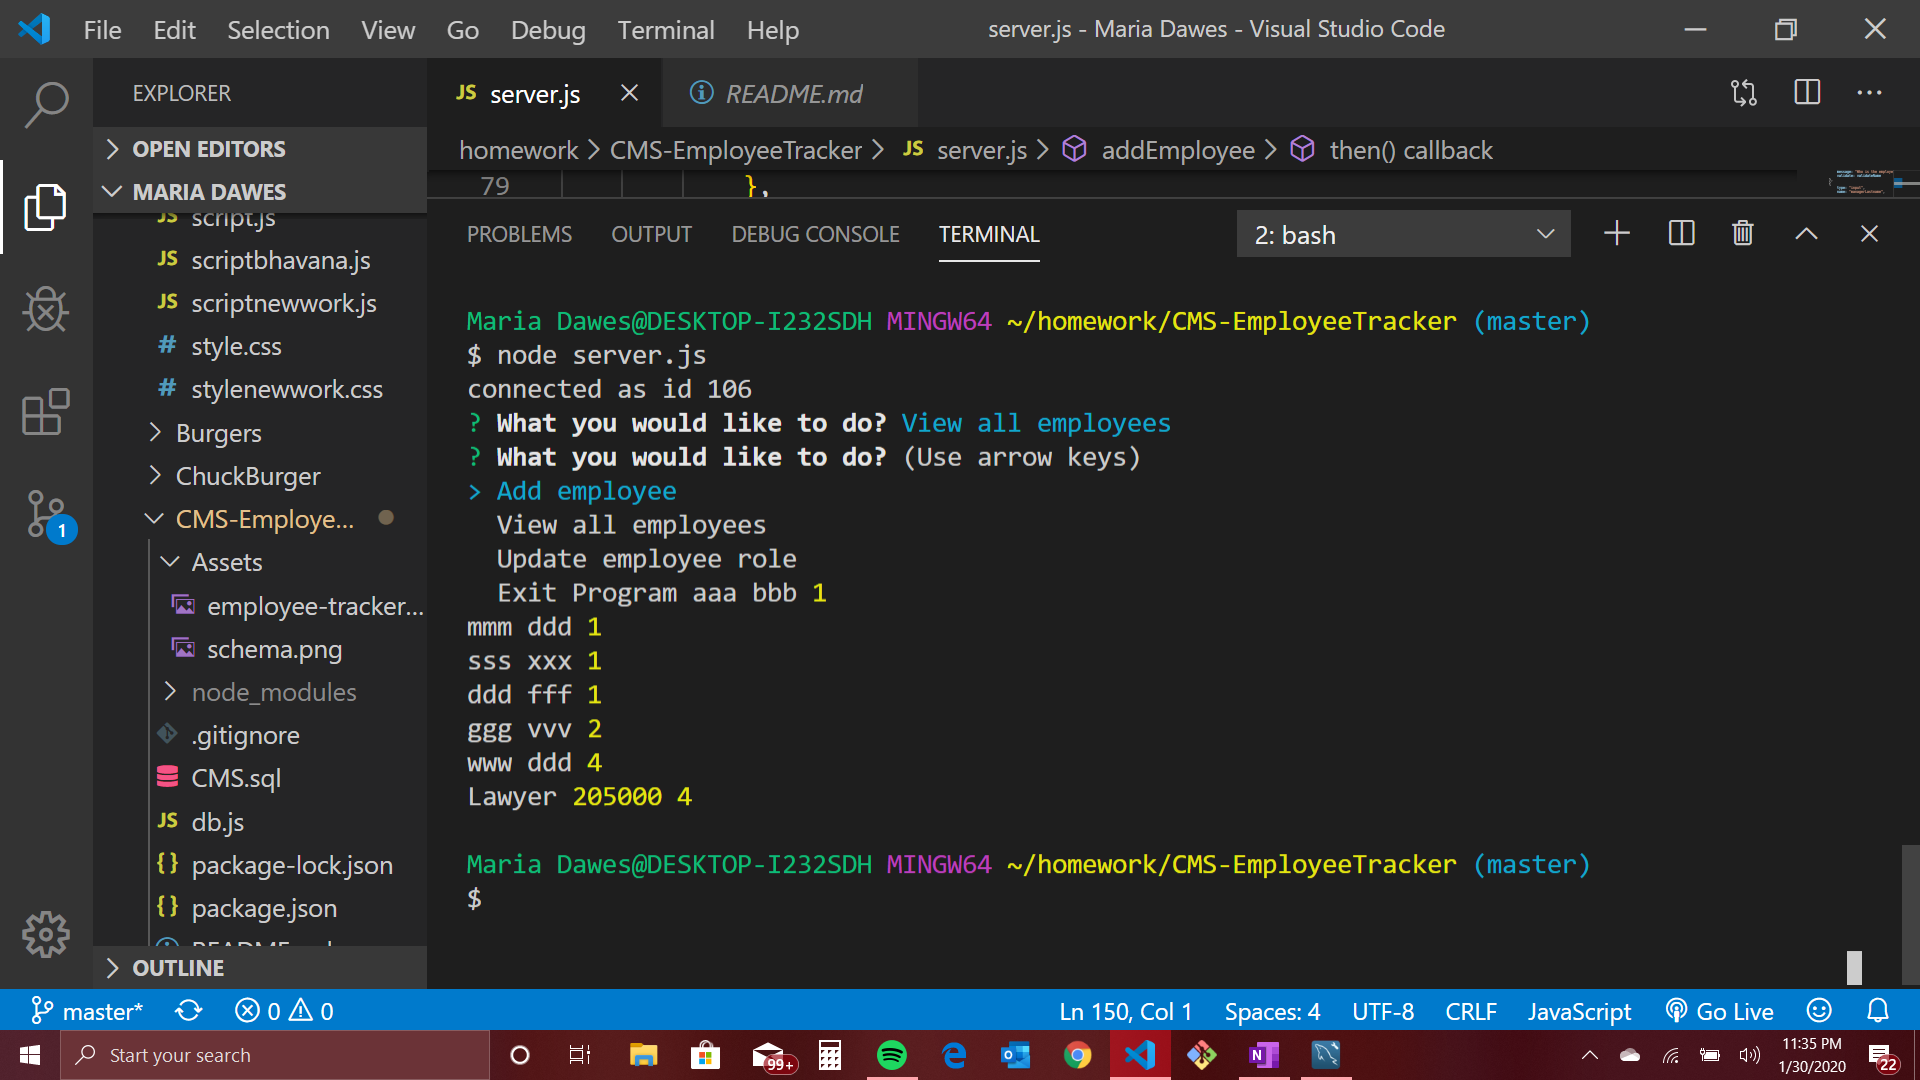 File Edit Selection View Go Debug Terminal Help server.js - Maria Dawes - Visual Studio Code
EXPLORER
OPEN EDITORS
MARIA DAWES
script.js
JS scriptbhavana.js
JS scriptnewwork.js
# style.css
# stylenewwork.css
Burgers
ChuckBurger
CMS-Employe...
Assets
employee-tracker...
schema.png
node_modules
.gitignore
CMS.sql
JS db.js
{} package-lock.json
{} package.json
OUTLINE
1
JS server.js README.md
homework > CMS-EmployeeTracker > JS server.js > addEmployee > then() callback
79 },
PROBLEMS OUTPUT DEBUG CONSOLE TERMINAL 2: bash
Maria Dawes@DESKTOP-I232SDH MINGW64 ~/homework/CMS-EmployeeTracker (master)
$ node server.js
connected as id 106
? What you would like to do? View all employees
? What you would like to do? (Use arrow keys)
> Add employee
View all employees
Update employee role
Exit Program aaa bbb 1
mmm ddd 1
sss xxx 1
ddd fff 1
ggg vvv 2
www ddd 4
Lawyer 205000 4
Maria Dawes@DESKTOP-I232SDH MINGW64 ~/homework/CMS-EmployeeTracker (master)
$
master* 0 0 Ln 150, Col 1 Spaces: 4 UTF-8 CRLF JavaScript Go Live
Start your search 99+ 11:35 PM
1/30/2020 22